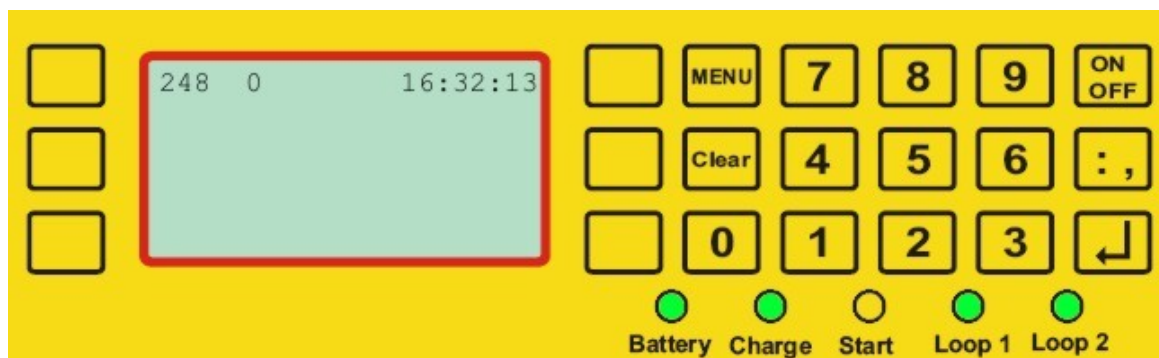 248 0 16:32:13
MENU 7 8 9 ON OFF
Clear 4 5 6 : ,
0 1 2 3
Battery Charge Start Loop 1 Loop 2